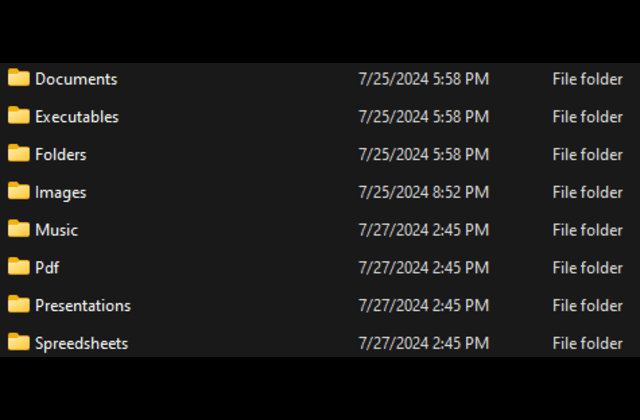 Documents 7/25/2024 5:58 PM File folder
Executables 7/25/2024 5:58 PM File folder
Folders 7/25/2024 5:58 PM File folder
Images 7/25/2024 8:52 PM File folder
Music 7/27/2024 2:45 PM File folder
Pdf 7/27/2024 2:45 PM File folder
Presentations 7/27/2024 2:45 PM File folder
Spreedsheets 7/27/2024 2:45 PM File folder